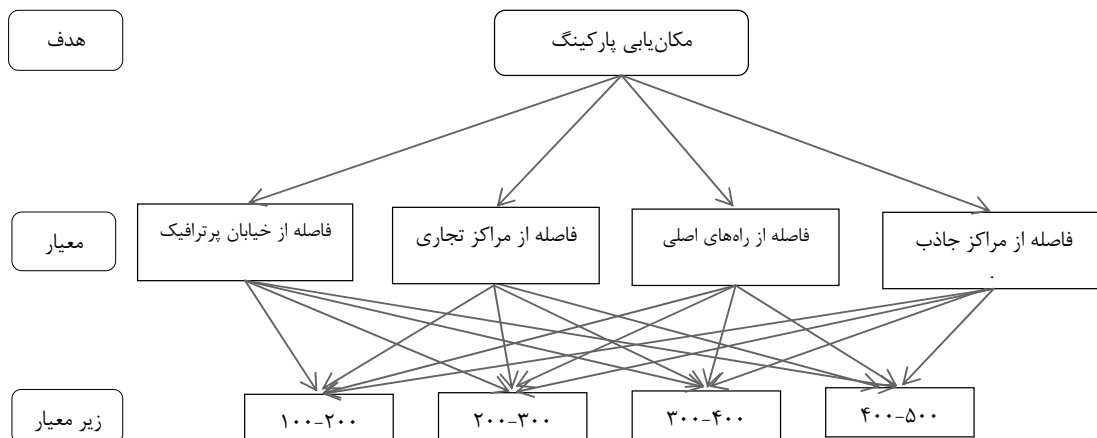 هدف
مکان‌یابی پارکینگ
معیار
فاصله از مراکز جاذب
.
فاصله از راه‌های اصلی
فاصله از مراکز تجاری
فاصله از خیابان پرترافیک
زیر معیار
۱۰۰-۲۰۰
۲۰۰-۳۰۰
۳۰۰-۴۰۰
۴۰۰-۵۰۰